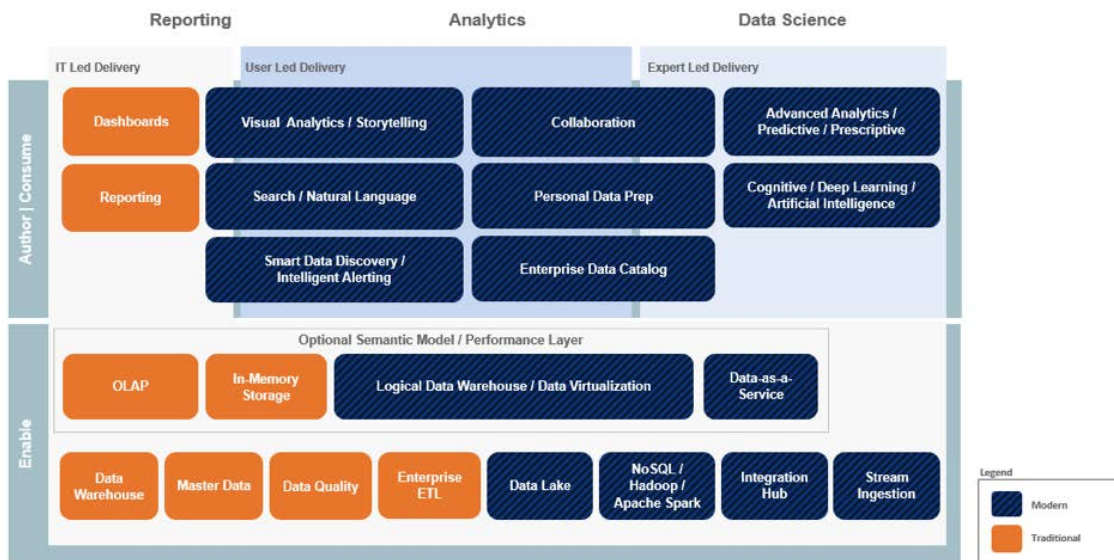 Reporting
Analytics
Data Science
IT Led Delivery
User Led Delivery
Expert Led Delivery
Author | Consume
Dashboards
Visual Analytics / Storytelling
Collaboration
Advanced Analytics /
Predictive / Prescriptive
Reporting
Search / Natural Language
Personal Data Prep
Cognitive / Deep Learning /
Artificial Intelligence
Smart Data Discovery /
Intelligent Alerting
Enterprise Data Catalog
Enable
Optional Semantic Model / Performance Layer
OLAP
In-Memory
Storage
Logical Data Warehouse / Data Virtualization
Data-as-a-
Service
Data
Warehouse
Master Data
Data Quality
Enterprise
ETL
Data Lake
NoSQL /
Hadoop /
Apache Spark
Integration
Hub
Stream
Ingestion
Legend
Modern
Traditional